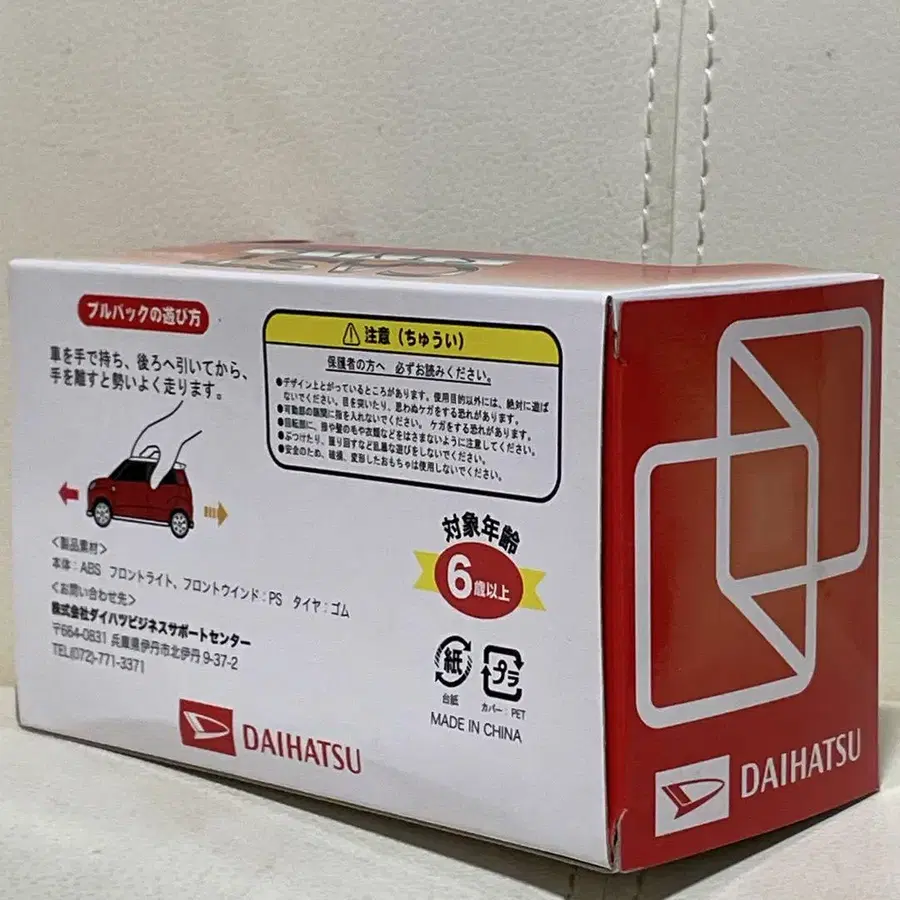 CAST
プルバックの遊び方
車を手で持ち、後ろへ引いてから、
手を離すと勢いよく走ります。
注意(ちゅうい)
保護者の方へ 必ずお読みください。
●デザイン上とがっているところがあります。使用目的以外には、絶対に遊ば
ないでください。目を突いたり、思わぬケガをする恐れがあります。
●可動部の隙間に指を入れないでください。ケガをする恐れがあります。
●回転部に、指や髪の毛や衣類などをはさまないように注意してください。
●ぶつけたり、振り回すなど乱暴な遊びをしないでください。
●安全のため、破損、変形したおもちゃは使用しないでください。
<製品素材>
本体:ABS フロントライト、フロントウインド:PS タイヤ:ゴム
<お問い合わせ先>
株式会社ダイハツビジネスサポートセンター
〒664-0831 兵庫県伊丹市北伊丹 9-37-2
TEL(072)-771-3371
対象年齢
6歳以上
紙
台紙
プラ
カバー:PET
MADE IN CHINA
DAIHATSU
DAIHATSU